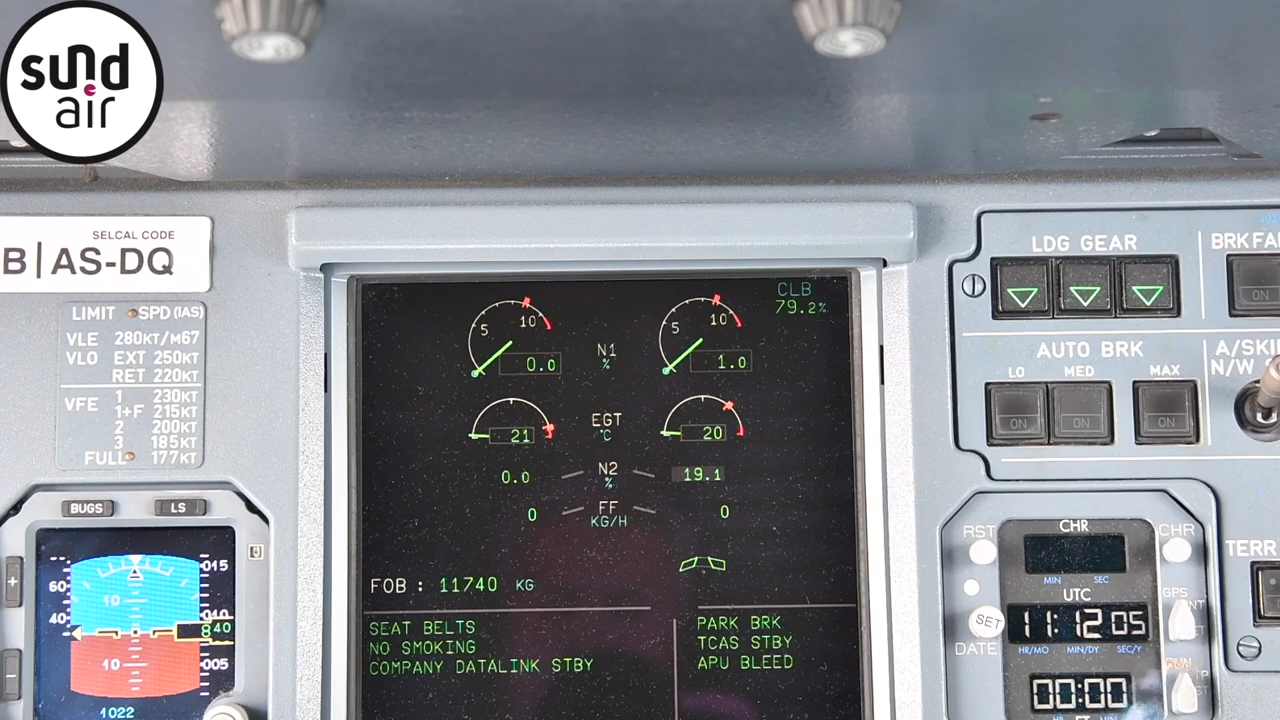 sund
e
air
SELCAL CODE
B|AS-DQ
LIMIT SPD (IAS)
VLE 280KT/M67
VLO EXT 250KT
RET 220KT
VFE 1 230KT
1+F 215KT
2 200KT
3 185KT
FULL 177KT
BUGS LS
015
60
10
40
040
840
10
005
1022
CLB
79.2%
5 10
5 10
0.0 N1 % 1.0
21 EGT °C 20
0.0 N2 % 19.1
0 FF KG/H 0
FOB : 11740 KG
SEAT BELTS
NO SMOKING
COMPANY DATALINK STBY
PARK BRK
TCAS STBY
APU BLEED
LDG GEAR
BRK FA
ON
AUTO BRK
LO MED MAX
ON ON ON
A/SKI
N/W
RST CHR CHR
MIN SEC
UTC
GPS
SET 11:12 05
DATE HR/MO MIN/DY SEC/Y
RUN
00:00
TERR